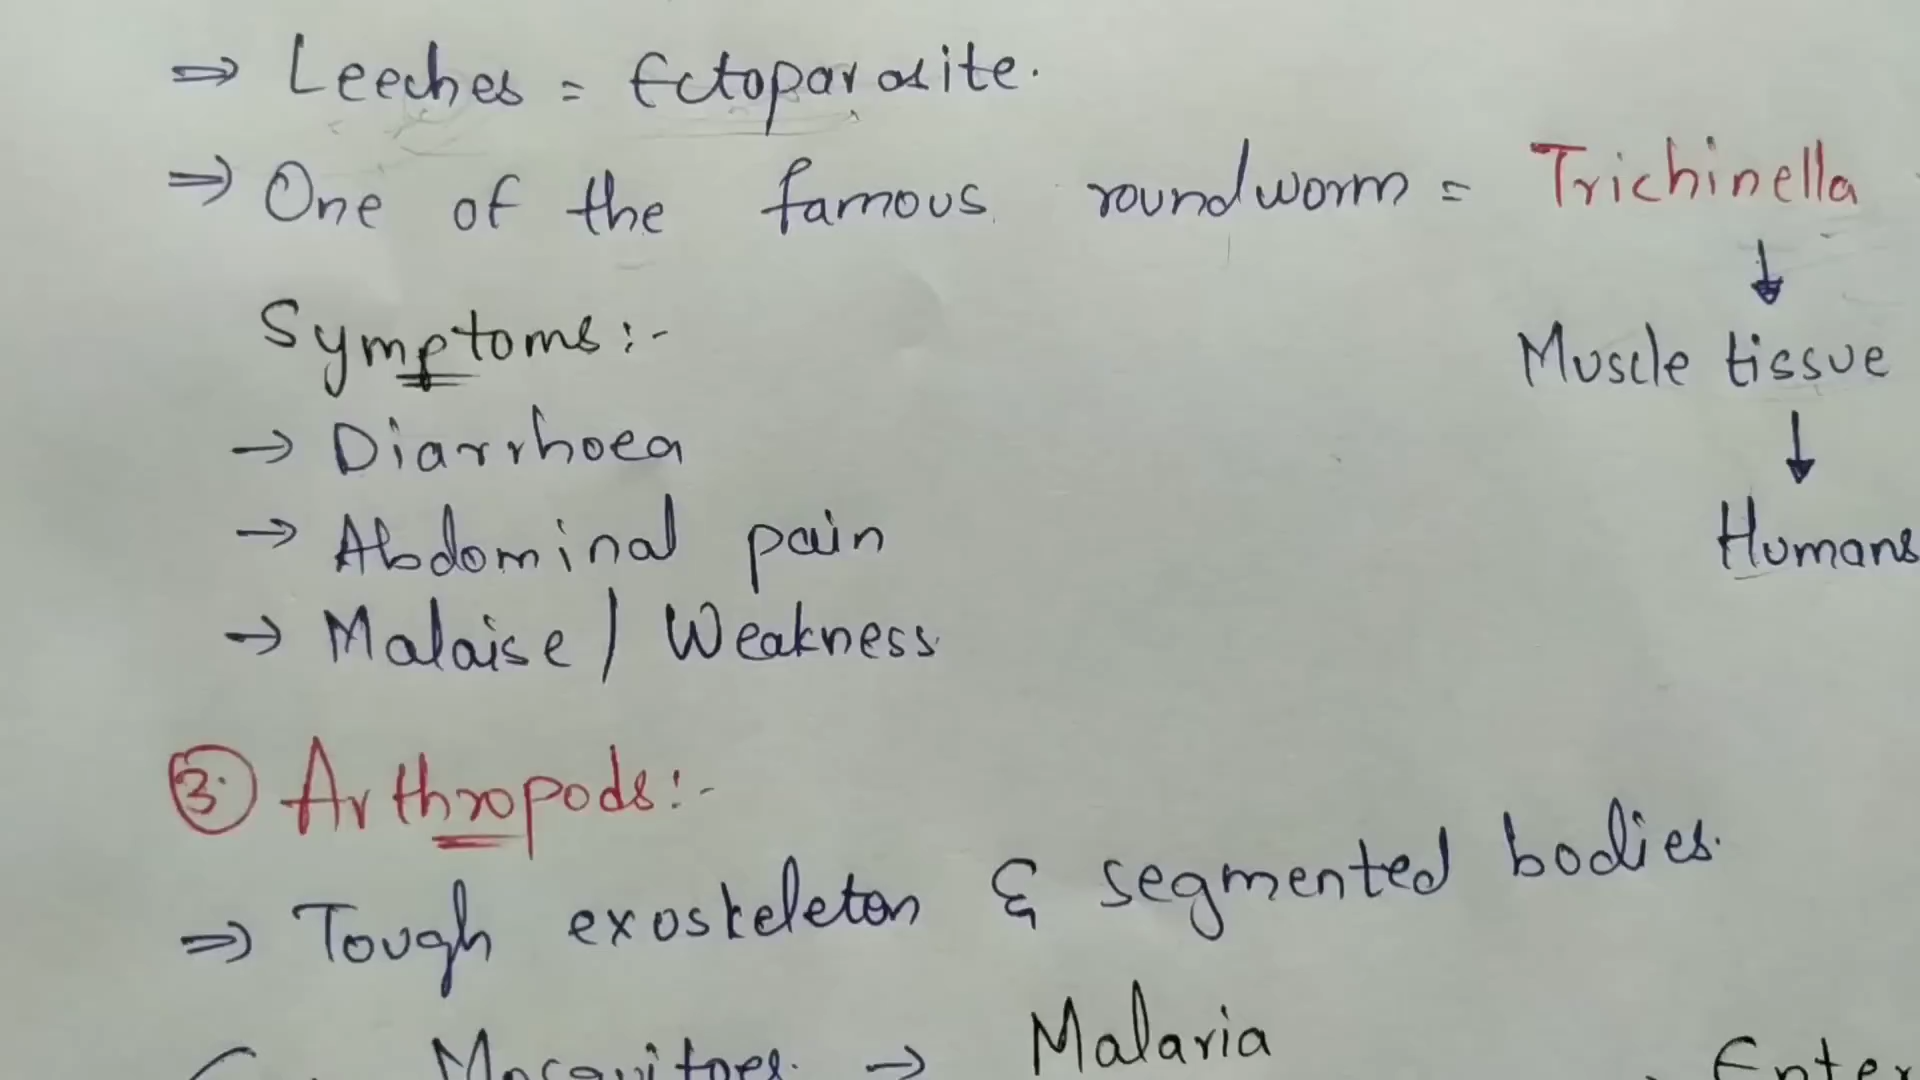 ⇒ Leeches = Ectoparasite.
⇒ One of the famous roundworm = Trichinella
↓
Muscle tissue
↓
Humans
Symptoms:-
→ Diarrhoea
→ Abdominal pain
→ Malaise / Weakness.
③ Arthropods:-
⇒ Tough exoskeleton & segmented bodies.
Mosquitoes. → Malaria